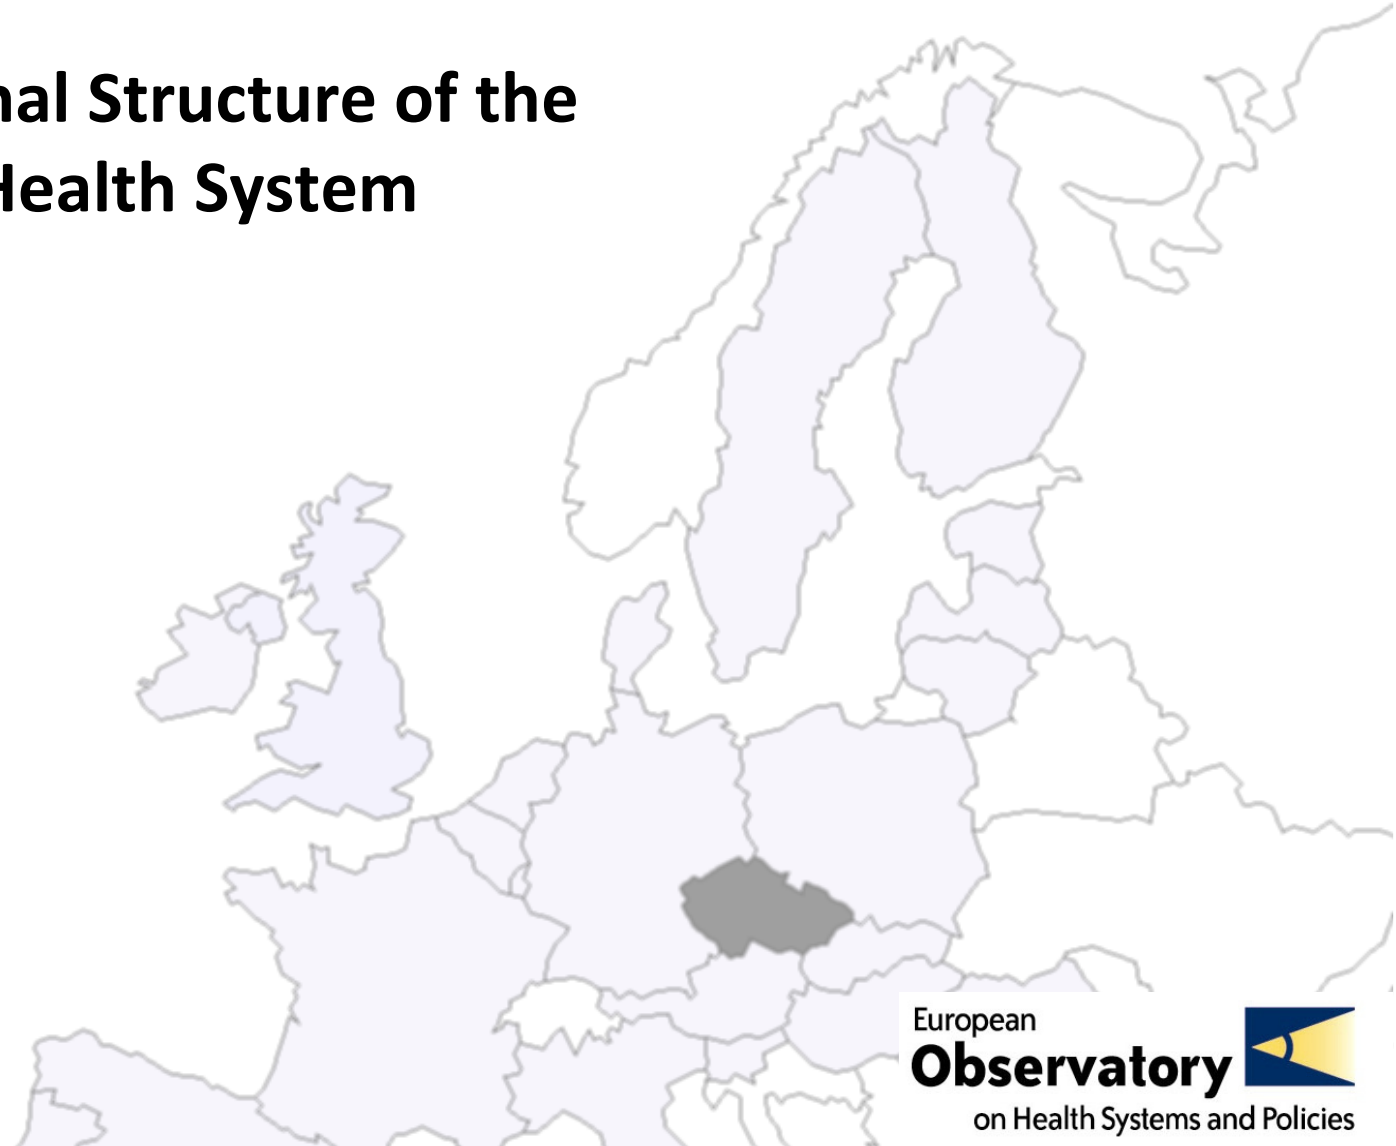 nal Structure of the
Health System
European
Observatory
on Health Systems and Policies